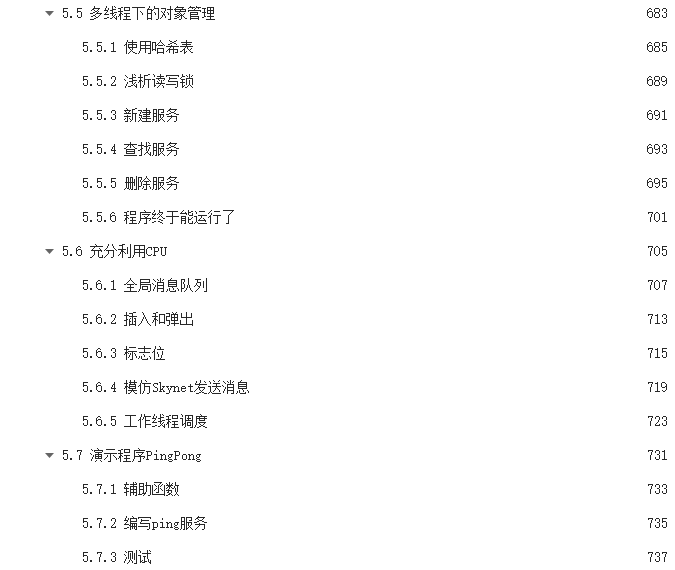 5.5 多线程下的对象管理 683
5.5.1 使用哈希表 685
5.5.2 浅析读写锁 689
5.5.3 新建服务 691
5.5.4 查找服务 693
5.5.5 删除服务 695
5.5.6 程序终于能运行了 701
5.6 充分利用CPU 705
5.6.1 全局消息队列 707
5.6.2 插入和弹出 713
5.6.3 标志位 715
5.6.4 模仿Skynet发送消息 719
5.6.5 工作线程调度 723
5.7 演示程序PingPong 731
5.7.1 辅助函数 733
5.7.2 编写ping服务 735
5.7.3 测试 737